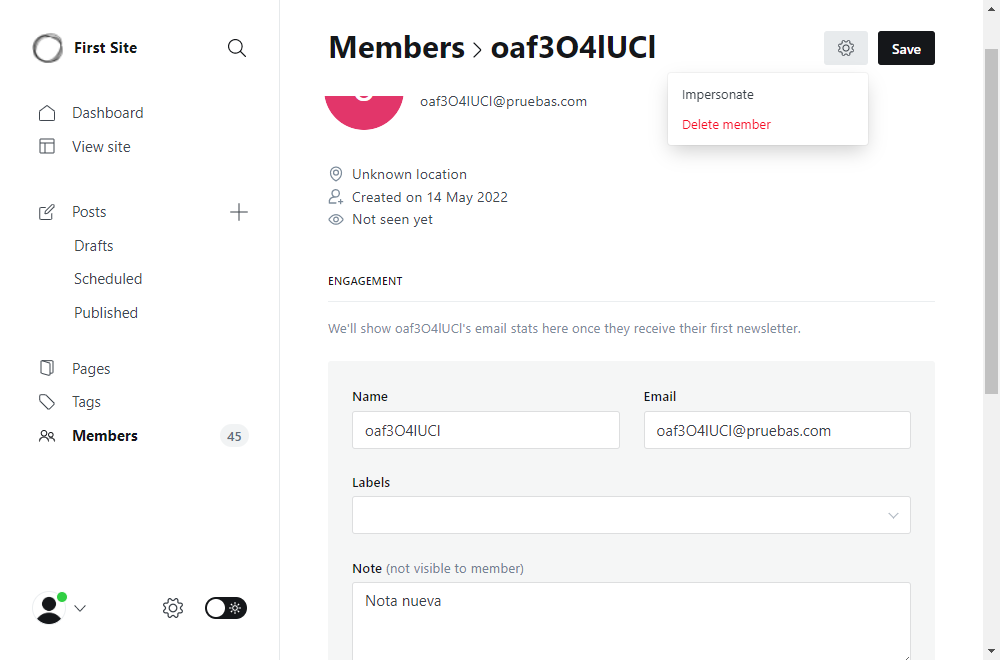 First Site
Dashboard
View site
Posts
Drafts
Scheduled
Published
Pages
Tags
Members 45
Members > oaf3O4lUCl
Save
Impersonate
Delete member
oaf3O4lUCl@pruebas.com
Unknown location
Created on 14 May 2022
Not seen yet
ENGAGEMENT
We'll show oaf3O4lUCl's email stats here once they receive their first newsletter.
Name
oaf3O4lUCl
Email
oaf3O4lUCl@pruebas.com
Labels
Note (not visible to member)
Nota nueva